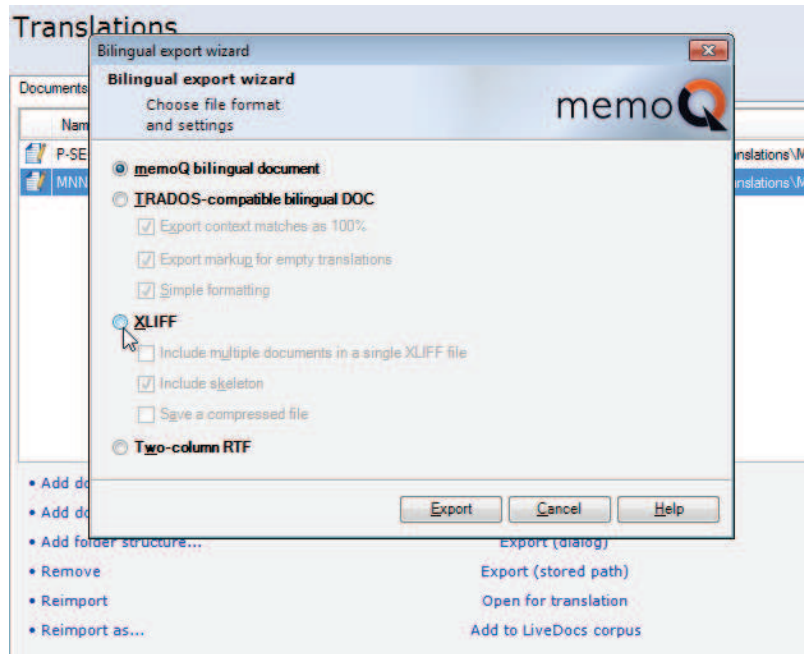 Translations
Bilingual export wizard
Bilingual export wizard
Choose file format
and settings
memoQ
Documents
Nam
P-SE
nslations\M
MNN
nslations\M
memoQ bilingual document
TRADOS-compatible bilingual DOC
Export context matches as 100%
Export markup for empty translations
Simple formatting
XLIFF
Include multiple documents in a single XLIFF file
Include skeleton
Save a compressed file
Two-column RTF
• Add do
Export Cancel Help
• Add do
• Add folder structure... Export (dialog)
• Remove Export (stored path)
• Reimport Open for translation
• Reimport as... Add to LiveDocs corpus